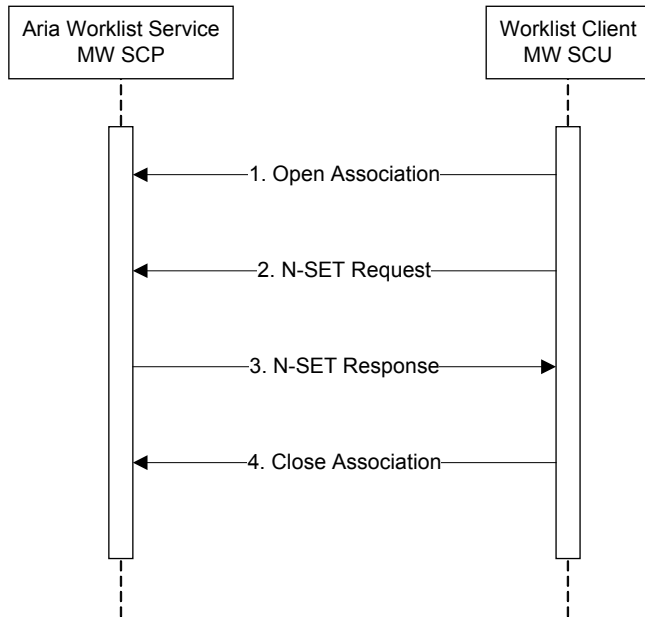 Aria Worklist Service
MW SCP
Worklist Client
MW SCU
1. Open Association
2. N-SET Request
3. N-SET Response
4. Close Association